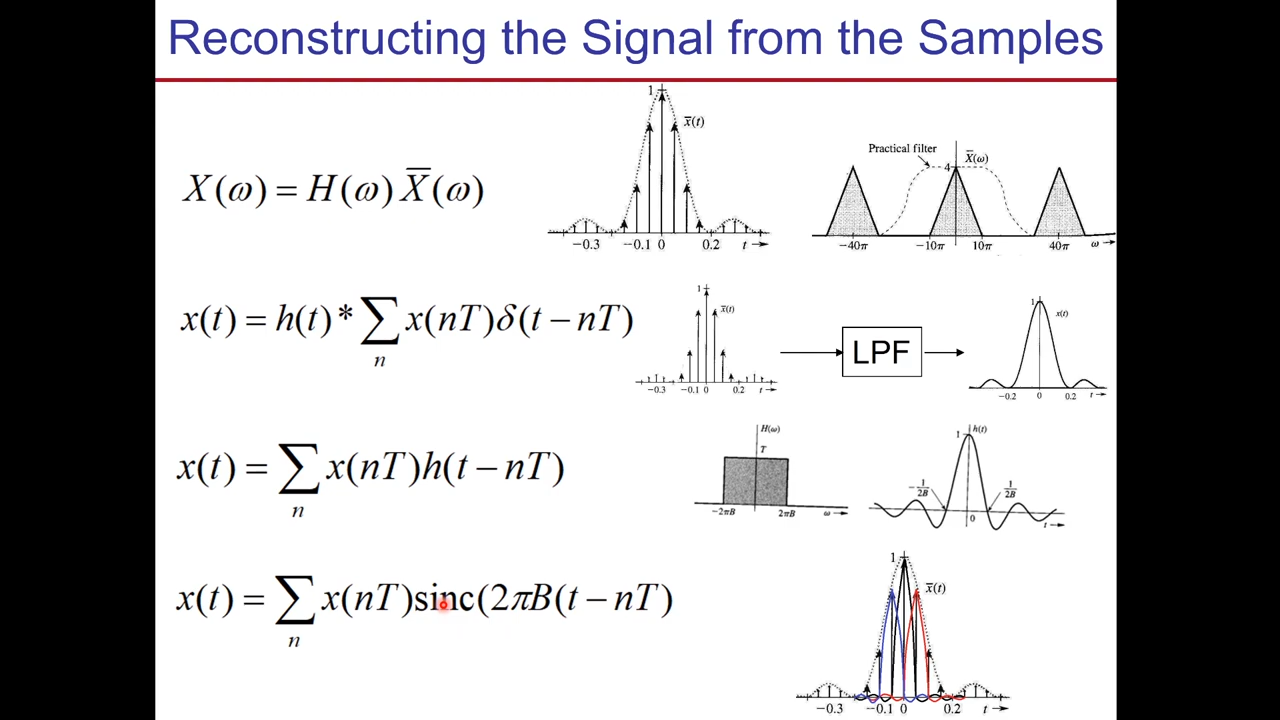 Reconstructing the Signal from the Samples
1
x̅(t)
−0.3 −0.1 0 0.2 t
Practical filter
4
X̅(ω)
−40π −10π 10π 40π ω
X(ω) = H(ω) X̅(ω)
x(t) = h(t) * ∑ x(nT)δ(t − nT)
n
1
x̅(t)
−0.3 −0.1 0 0.2 t
LPF
1
x(t)
−0.2 0 0.2 t
x(t) = ∑ x(nT)h(t − nT)
n
H(ω)
T
−2πB 2πB ω
1 h(t)
−1/2B 1/2B
0 t
x(t) = ∑ x(nT)sinc(2πB(t − nT)
n
1
x̅(t)
−0.3 −0.1 0 0.2 t